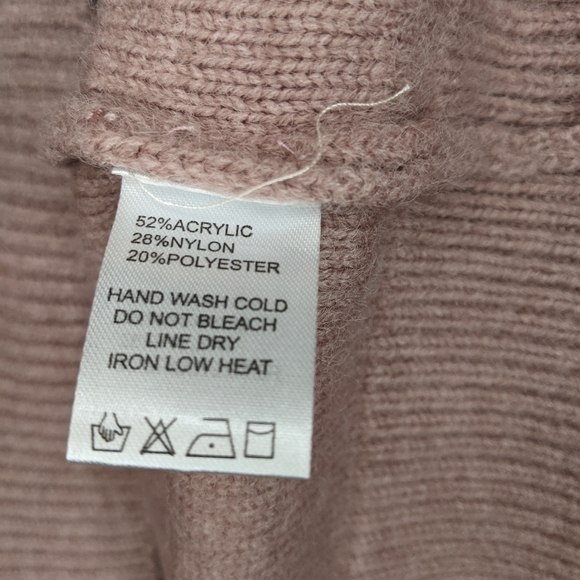 52%ACRYLIC
28%NYLON
20%POLYESTER
HAND WASH COLD
DO NOT BLEACH
LINE DRY
IRON LOW HEAT